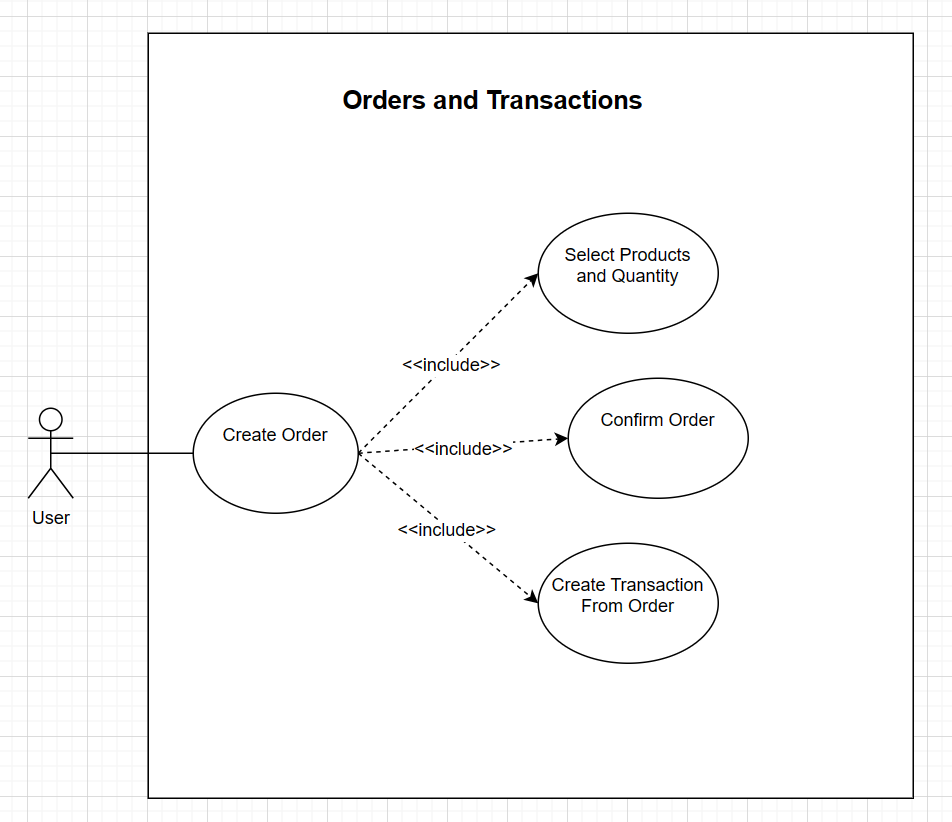 Orders and Transactions
Select Products
and Quantity
<<include>>
Create Order
Confirm Order
<<include>>
User
<<include>>
Create Transaction
From Order